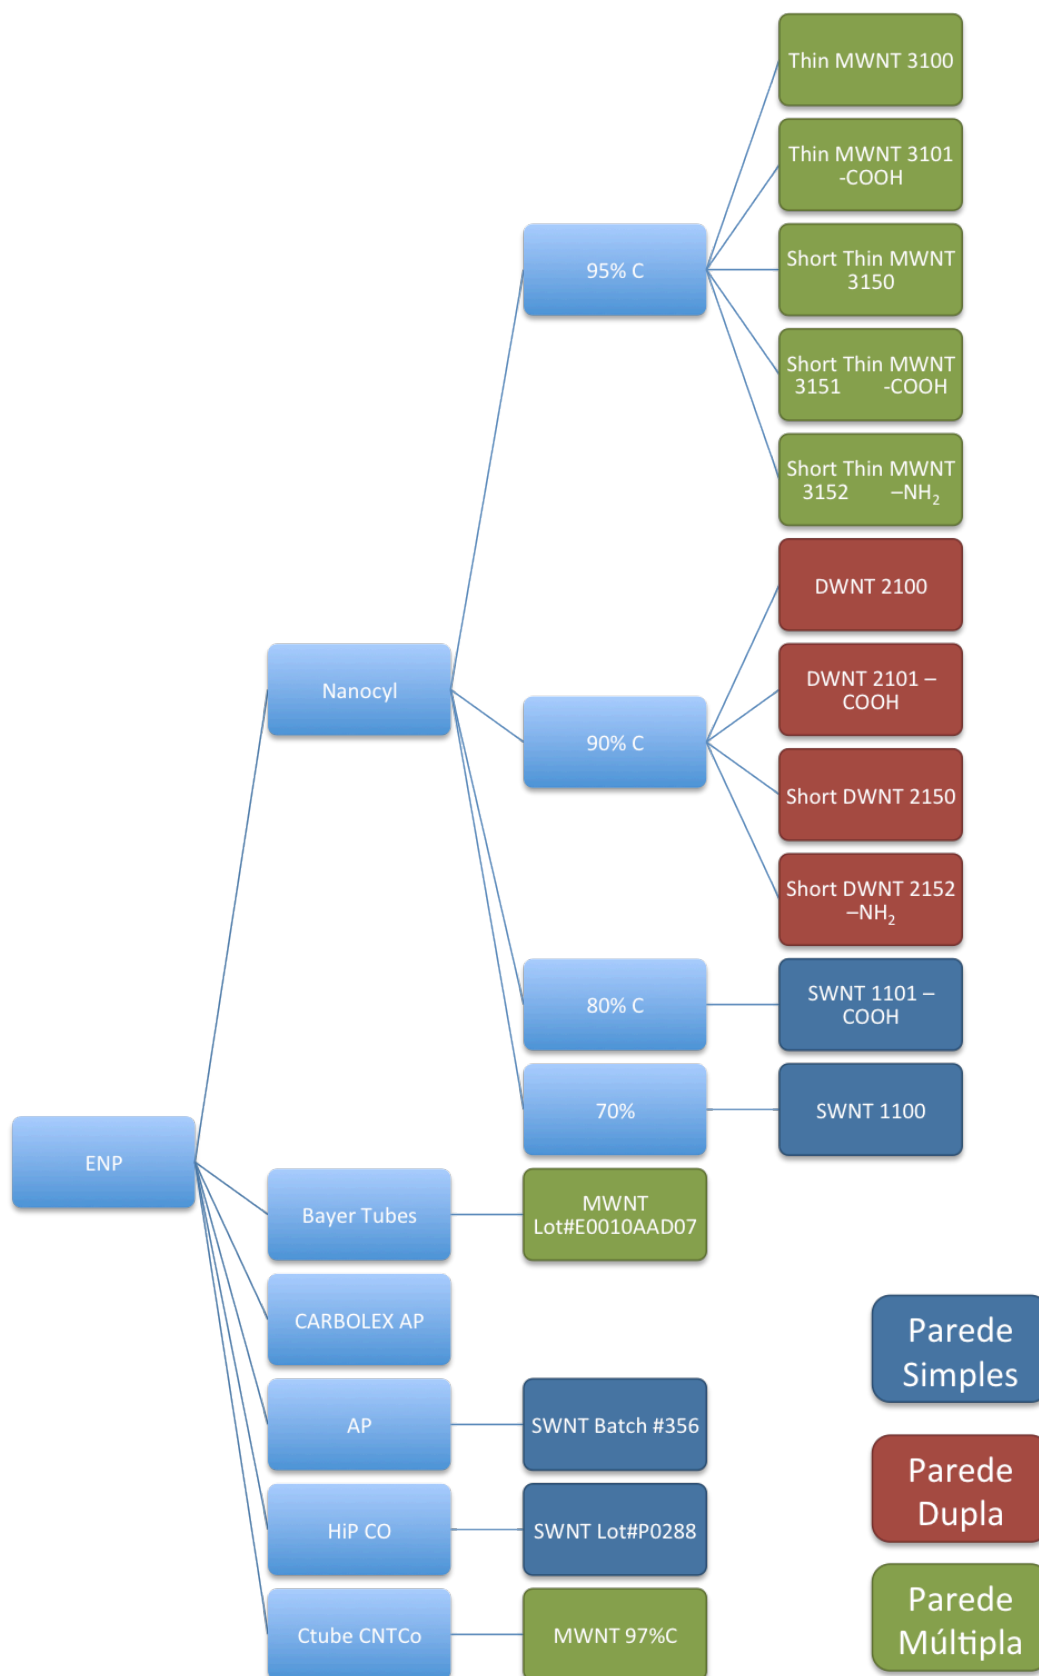 Thin MWNT 3100
Thin MWNT 3101
-COOH
Short Thin MWNT
3150
Short Thin MWNT
3151 -COOH
Short Thin MWNT
3152 –NH₂
95% C
Nanocyl
DWNT 2100
DWNT 2101 –
COOH
Short DWNT 2150
Short DWNT 2152
–NH₂
90% C
80% C
SWNT 1101 –
COOH
70%
SWNT 1100
ENP
Bayer Tubes
MWNT
Lot#E0010AAD07
CARBOLEX AP
AP
SWNT Batch #356
HiP CO
SWNT Lot#P0288
Ctube CNTCo
MWNT 97%C
Parede
Simples
Parede
Dupla
Parede
Múltipla